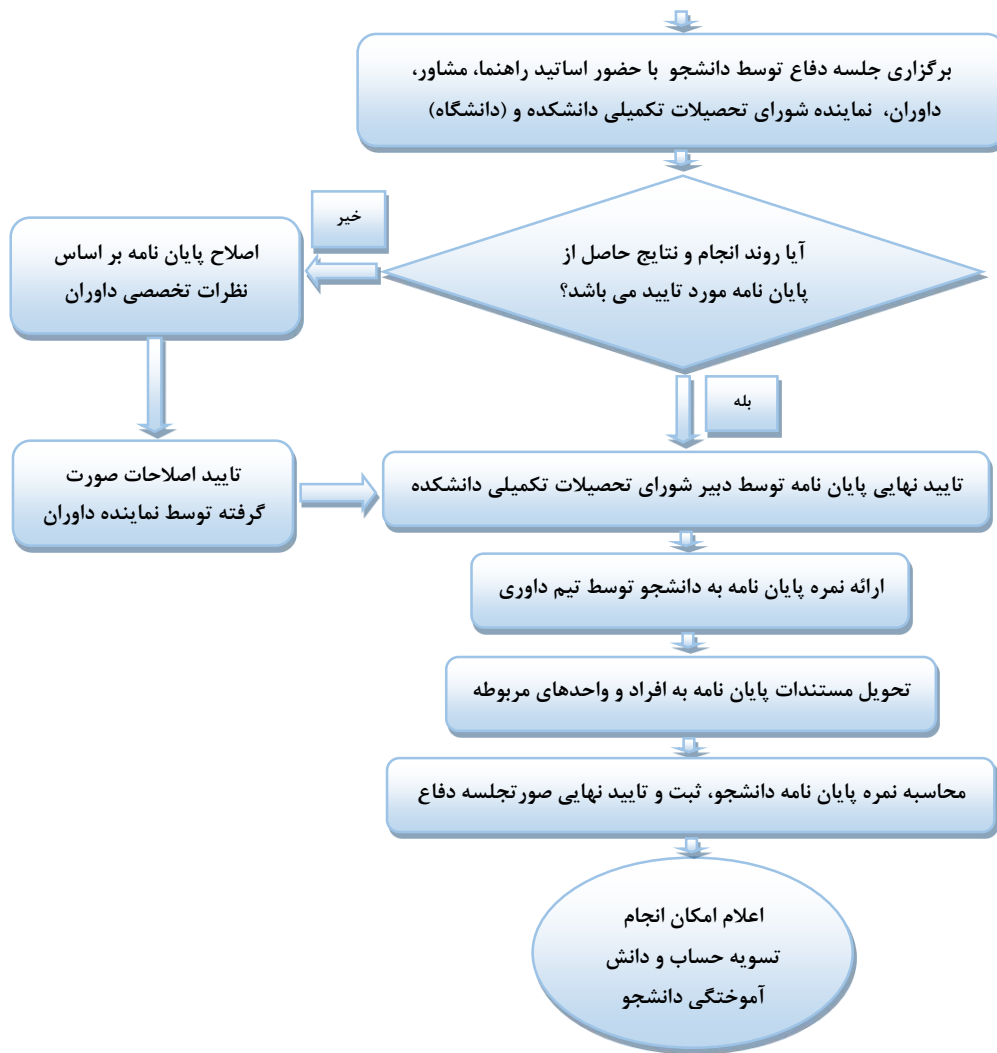 برگزاری جلسه دفاع توسط دانشجو با حضور اساتید راهنما، مشاور،
داوران، نماینده شورای تحصیلات تکمیلی دانشکده و (دانشگاه)
آیا روند انجام و نتایج حاصل از
پایان نامه مورد تایید می باشد؟
خیر
اصلاح پایان نامه بر اساس
نظرات تخصصی داوران
بله
تایید اصلاحات صورت
گرفته توسط نماینده داوران
تایید نهایی پایان نامه توسط دبیر شورای تحصیلات تکمیلی دانشکده
ارائه نمره پایان نامه به دانشجو توسط تیم داوری
تحویل مستندات پایان نامه به افراد و واحدهای مربوطه
محاسبه نمره پایان نامه دانشجو، ثبت و تایید نهایی صورتجلسه دفاع
اعلام امکان انجام
تسویه حساب و دانش
آموختگی دانشجو